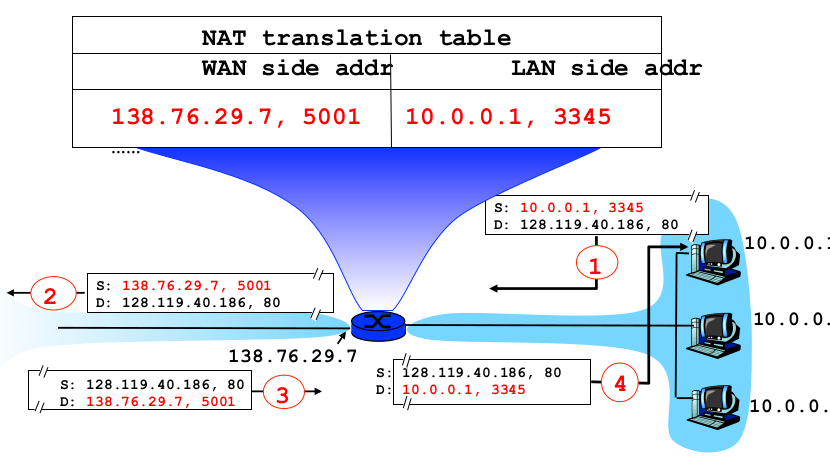 NAT translation table
WAN side addr LAN side addr
138.76.29.7, 5001 10.0.0.1, 3345
......
S: 10.0.0.1, 3345
D: 128.119.40.186, 80
1
10.0.0.1
S: 138.76.29.7, 5001
D: 128.119.40.186, 80
2
10.0.0.
138.76.29.7
S: 128.119.40.186, 80
D: 138.76.29.7, 5001
3
S: 128.119.40.186, 80
D: 10.0.0.1, 3345
4
10.0.0.